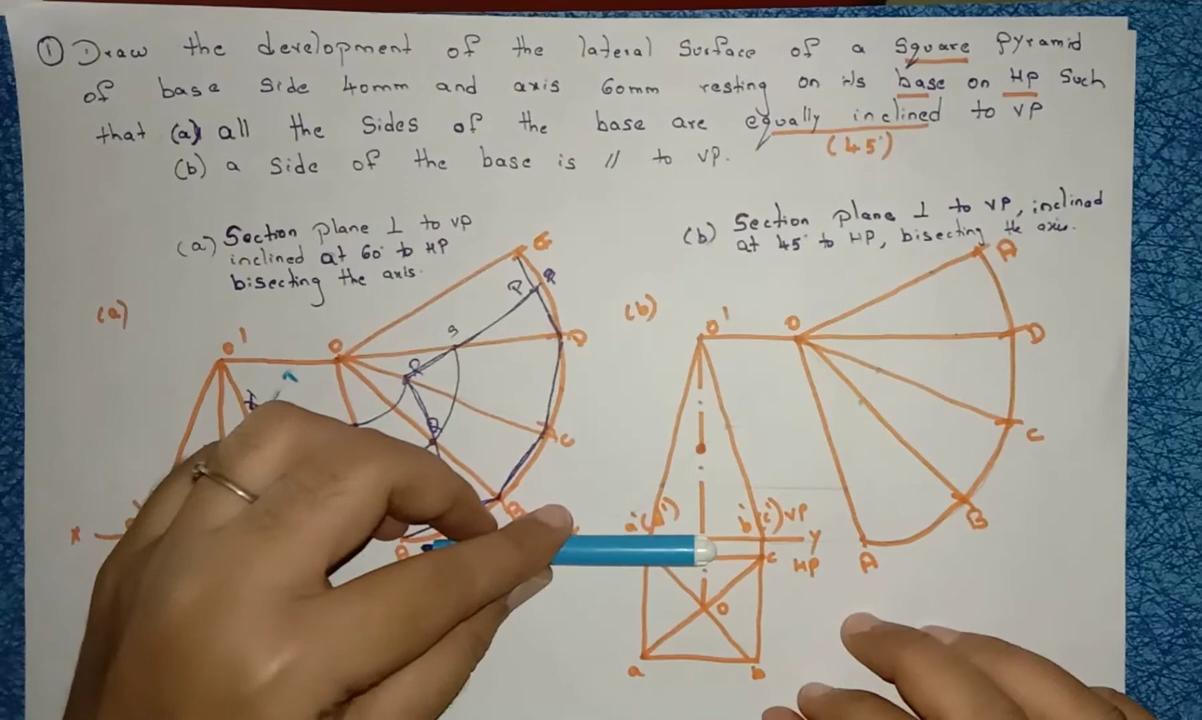 ① Draw the development of the lateral Surface of a Square Pyramid
of base side 40mm and axis 60mm resting on its base on HP Such
that (a) all the Sides of the base are equally inclined to VP
(45°)
(b) a side of the base is // to VP.
(a) Section plane ⊥ to VP
inclined at 60° to HP
bisecting the axis.
(b) Section plane ⊥ to VP, inclined
at 45° to HP, bisecting the axis.
(a)
o' O D C B
S
X
(b)
o' O A D C B A
a' b'(c') VP
Y
HP
c
o
a b